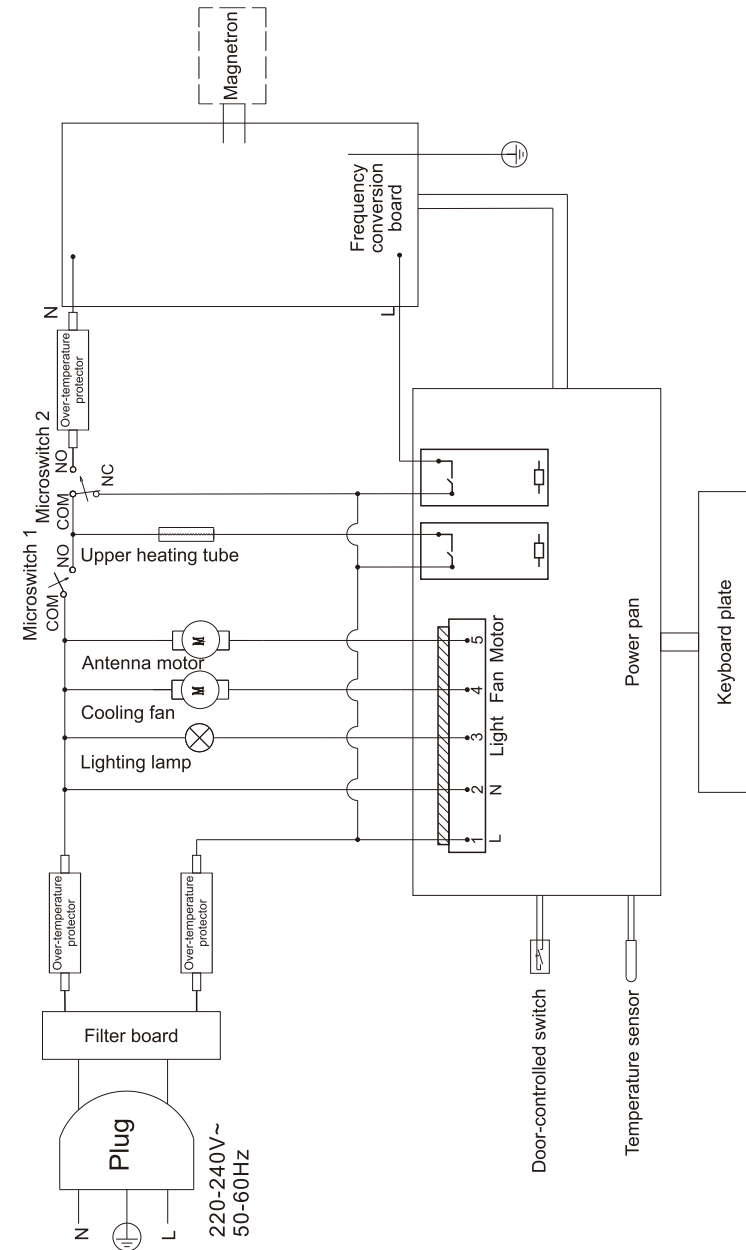 Magnetron
Frequency
conversion
board
N
L
Over-temperature
protector
Microswitch 2
NO
COM
NC
Microswitch 1
NO
COM
Upper heating tube
Antenna motor
M
Cooling fan
M
Lighting lamp
5 Motor
4 Fan
3 Light
2 N
1 L
Power pan
Keyboard plate
Over-temperature
protector
Over-temperature
protector
Filter board
Plug
220-240V~
50-60Hz
N
L
Door-controlled switch
Temperature sensor